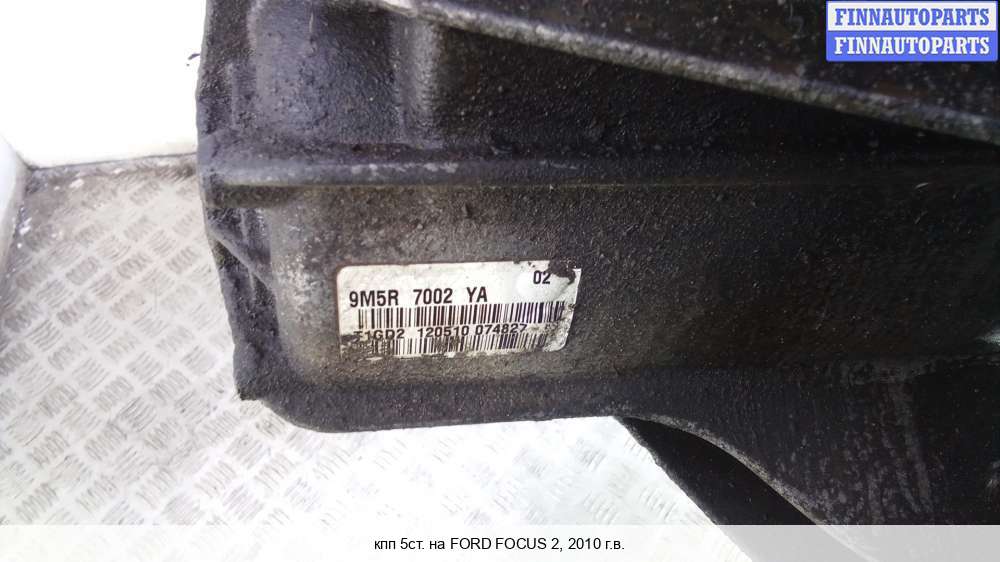 FINNAUTOPARTS
FINNAUTOPARTS
02
9M5R 7002 YA
120510 074827
кпп 5ст. на FORD FOCUS 2, 2010 г.в.